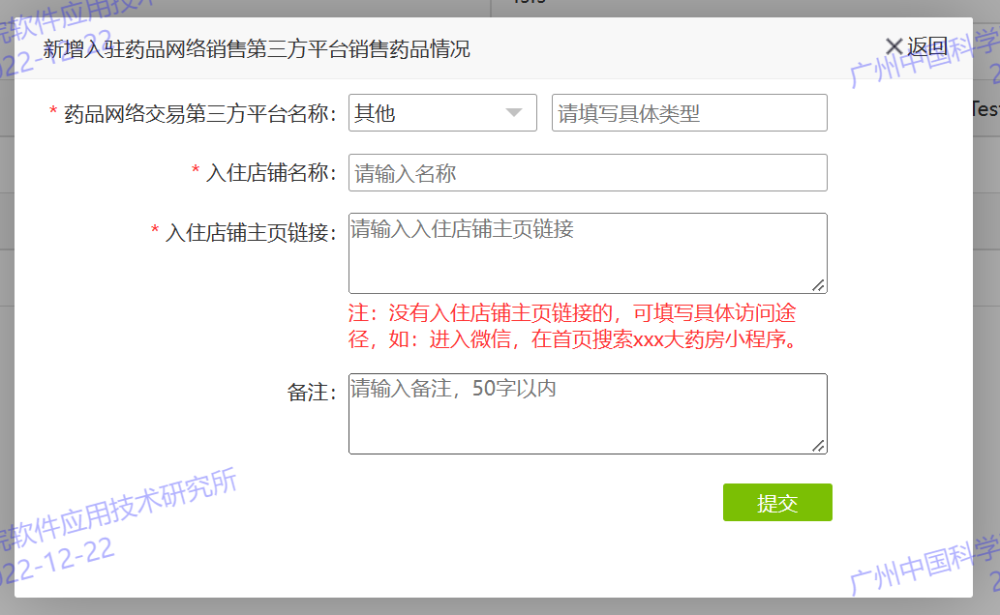 新增入驻药品网络销售第三方平台销售药品情况
返回
* 药品网络交易第三方平台名称：
其他
请填写具体类型
* 入住店铺名称：
请输入名称
* 入住店铺主页链接：
请输入入住店铺主页链接
注：没有入住店铺主页链接的，可填写具体访问途
径，如：进入微信，在首页搜索xxx大药房小程序。
备注：
请输入备注，50字以内
提交
院软件应用技术研究
022-12-22
广州中国科学
Tes
院软件应用技术研究所
022-12-22
广州中国科学